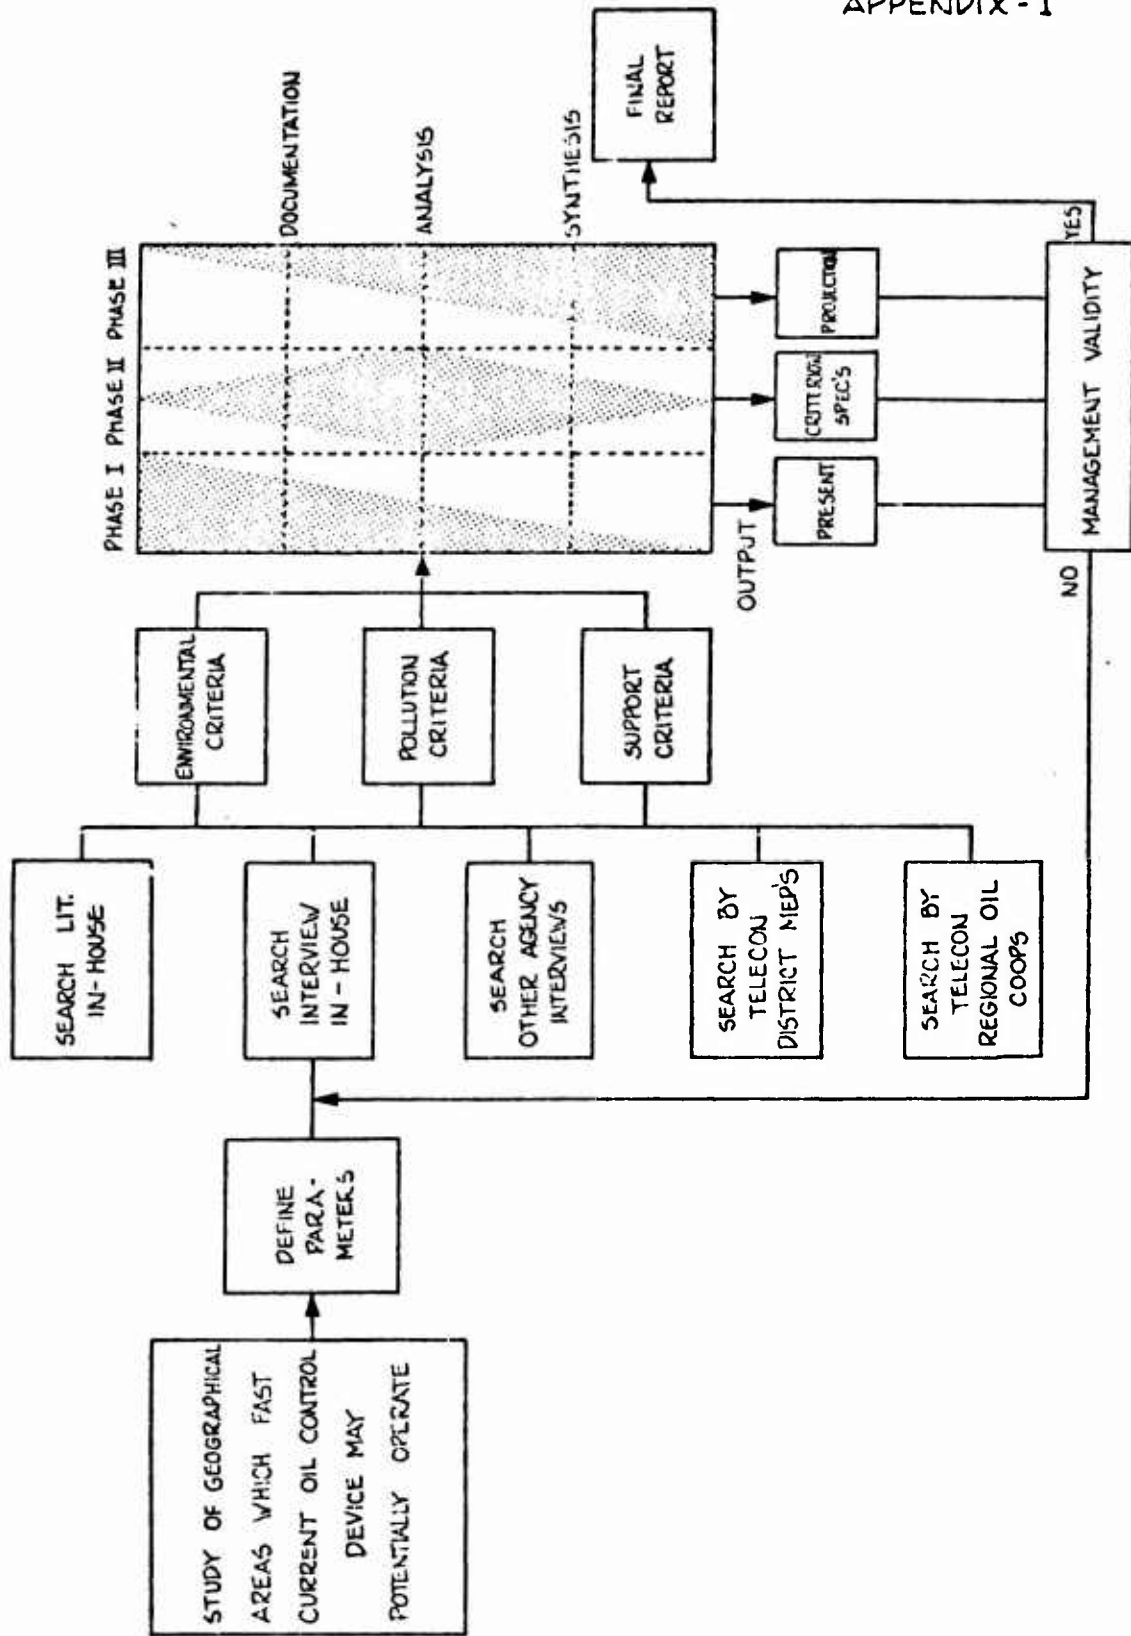 APPENDIX - I
STUDY OF GEOGRAPHICAL
AREAS WHICH FAST
CURRENT OIL CONTROL
DEVICE MAY
POTENTIALLY OPERATE
DEFINE
PARA-
METERS
SEARCH LIT.
IN-HOUSE
SEARCH
INTERVIEW
IN-HOUSE
SEARCH
OTHER AGENCY
INTERVIEWS
SEARCH BY
TELECON
DISTRICT MEP'S
SEARCH BY
TELECON
REGIONAL OIL
COOPS
ENVIRONMENTAL
CRITERIA
POLLUTION
CRITERIA
SUPPORT
CRITERIA
PHASE I PHASE II PHASE III
DOCUMENTATION
ANALYSIS
SYNTHESIS
OUTPUT
PRESENT
CRITERION
SPEC'S
PROJECTION
NO
MANAGEMENT VALIDITY
YES
FINAL
REPORT